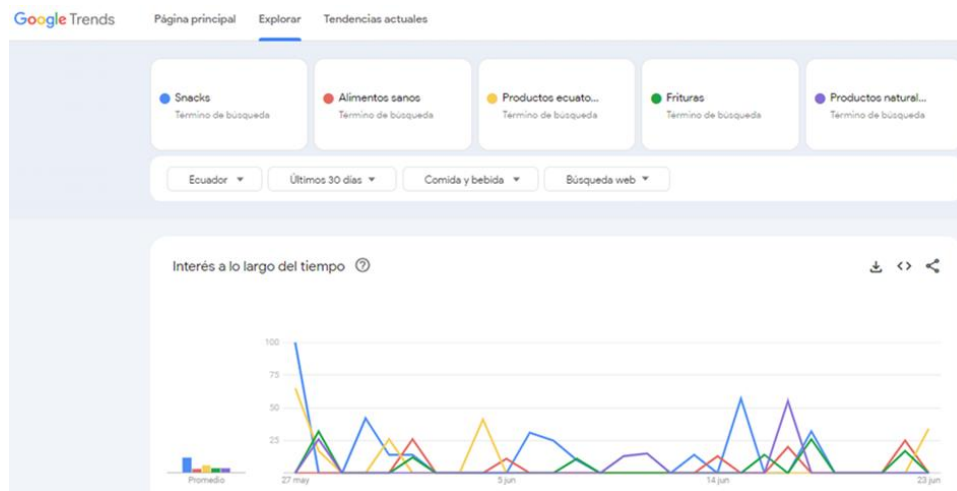 Google Trends Página principal Explorar Tendencias actuales
Snacks Alimentos sanos Productos ecuato... Frituras Productos natural...
Término de búsqueda Término de búsqueda Término de búsqueda Término de búsqueda Término de búsqueda
Ecuador Últimos 30 días Comida y bebida Búsqueda web
Interés a lo largo del tiempo
100
75
50
25
Promedio 27 may 5 jun 14 jun 23 jun